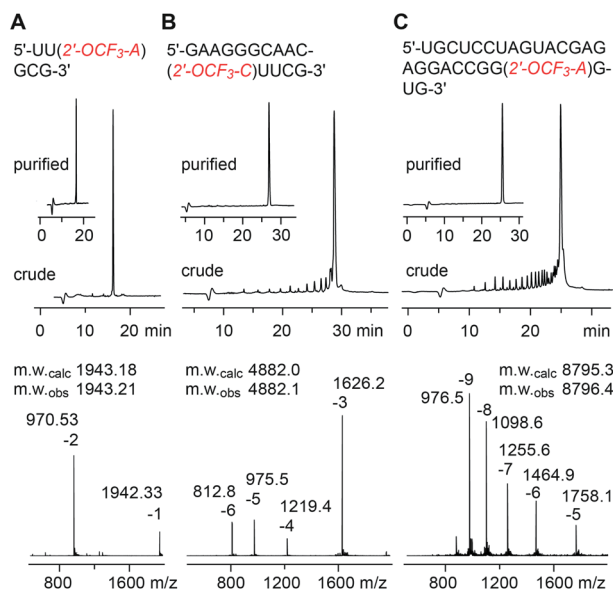 A
5'-UU(2'-OCF3-A)
GCG-3'
purified
0 10 20
crude
0 10 20 min
m.w.calc 1943.18
m.w.obs 1943.21
970.53
-2
1942.33
-1
800 1600 m/z
B
5'-GAAGGGCAAC-
(2'-OCF3-C)UUCG-3'
purified
10 20 30
crude
10 20 30 min
m.w.calc 4882.0
m.w.obs 4882.1
1626.2
-3
812.8
-6
975.5
-5
1219.4
-4
800 1600 m/z
C
5'-UGCUCCUAGUACGAG
AGGACCGG(2'-OCF3-A)G-
UG-3'
purified
0 10 20 30
crude
0 20 40 min
m.w.calc 8795.3
m.w.obs 8796.4
-9
976.5
-8
1098.6
1255.6
-7
1464.9
-6
1758.1
-5
800 1600 m/z